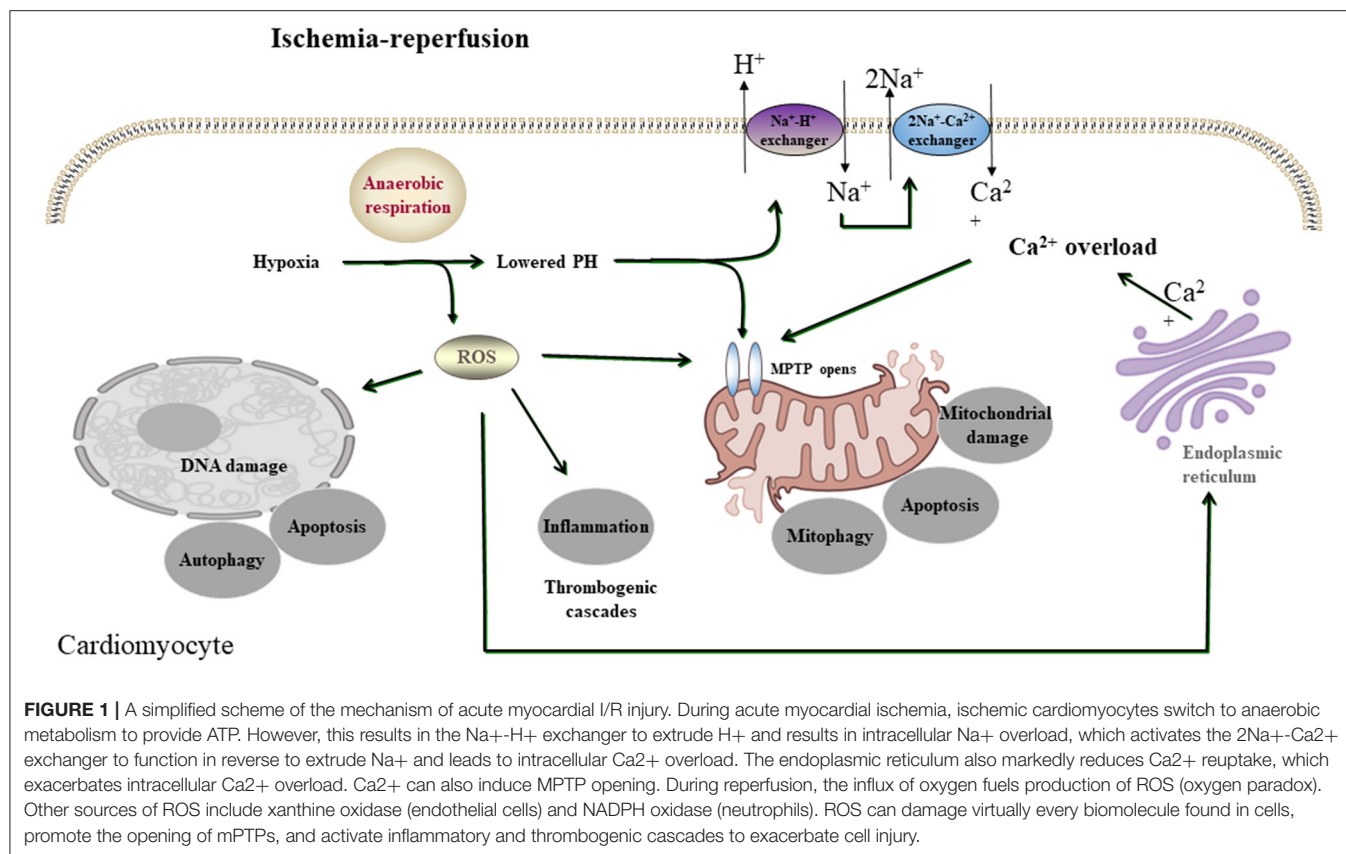 Ischemia-reperfusion
H⁺
2Na⁺
Na⁺-H⁺
exchanger
2Na⁺-Ca²⁺
exchanger
Na⁺
Ca²
+
Anaerobic
respiration
Hypoxia
Lowered PH
Ca²⁺ overload
Ca²
+
ROS
MPTP opens
Mitochondrial
damage
Endoplasmic
reticulum
DNA damage
Apoptosis
Autophagy
Inflammation
Apoptosis
Mitophagy
Thrombogenic
cascades
Cardiomyocyte
FIGURE 1 | A simplified scheme of the mechanism of acute myocardial I/R injury. During acute myocardial ischemia, ischemic cardiomyocytes switch to anaerobic
metabolism to provide ATP. However, this results in the Na+-H+ exchanger to extrude H+ and results in intracellular Na+ overload, which activates the 2Na+-Ca2+
exchanger to function in reverse to extrude Na+ and leads to intracellular Ca2+ overload. The endoplasmic reticulum also markedly reduces Ca2+ reuptake, which
exacerbates intracellular Ca2+ overload. Ca2+ can also induce MPTP opening. During reperfusion, the influx of oxygen fuels production of ROS (oxygen paradox).
Other sources of ROS include xanthine oxidase (endothelial cells) and NADPH oxidase (neutrophils). ROS can damage virtually every biomolecule found in cells,
promote the opening of mPTPs, and activate inflammatory and thrombogenic cascades to exacerbate cell injury.